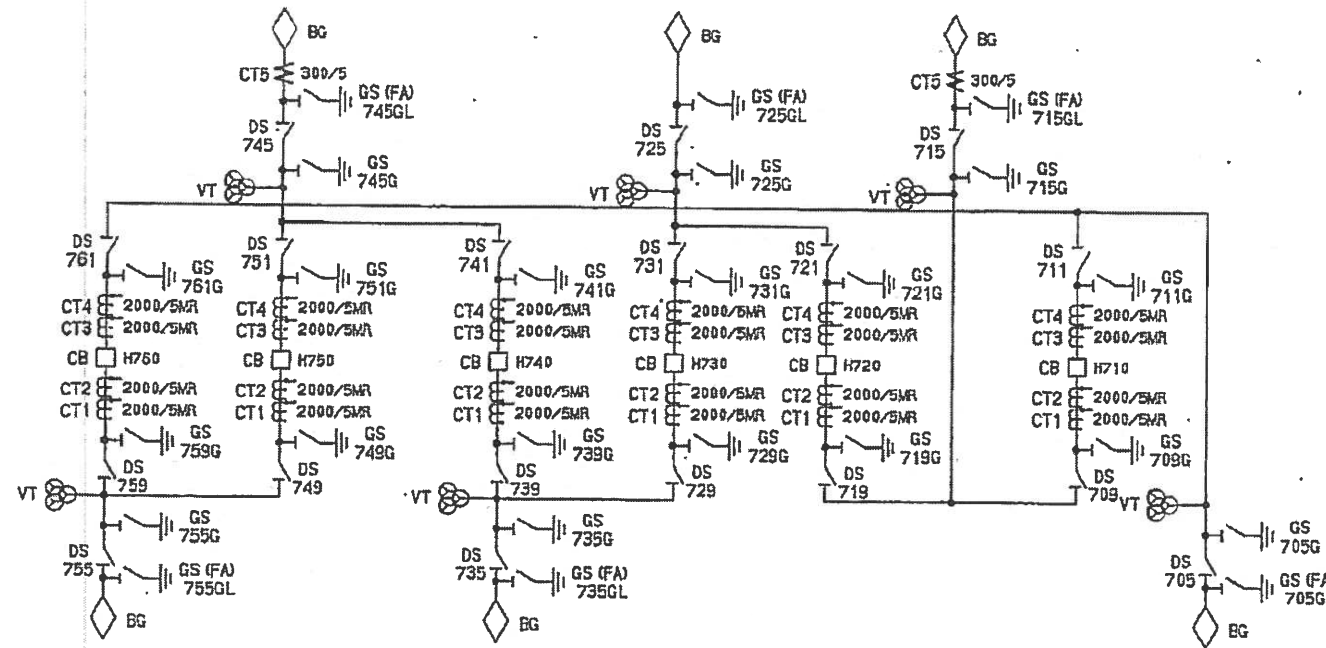 BG
BG
BG
CT5 300/5
CT5 300/5
GS (FA)
745GL
GS (FA)
725GL
GS (FA)
715GL
DS
745
DS
725
DS
715
GS
745G
GS
725G
GS
715G
VT
VT
VT
DS
761
DS
751
DS
741
DS
731
DS
721
DS
711
GS
761G
GS
751G
GS
741G
GS
731G
GS
721G
GS
711G
CT4 2000/5MR
CT3 2000/5MR
CT4 2000/5MR
CT3 2000/5MR
CT4 2000/5MR
CT3 2000/5MR
CT4 2000/5MR
CT3 2000/5MR
CT4 2000/5MR
CT3 2000/5MR
CT4 2000/5MR
CT3 2000/5MR
CB H760
CB H750
CB H740
CB H730
CB H720
CB H710
CT2 2000/5MR
CT1 2000/5MR
CT2 2000/5MR
CT1 2000/5MR
CT2 2000/5MR
CT1 2000/5MR
CT2 2000/5MR
CT1 2000/5MR
CT2 2000/5MR
CT1 2000/5MR
CT2 2000/5MR
CT1 2000/5MR
GS
759G
GS
749G
GS
739G
GS
729G
GS
719G
GS
709G
DS
759
DS
749
DS
739
DS
729
DS
719
DS
709
VT
VT
VT
GS
755G
GS
735G
GS
705G
DS
755
DS
735
DS
705
GS (FA)
755GL
GS (FA)
735GL
GS (FA
705G
BG
BG
BG